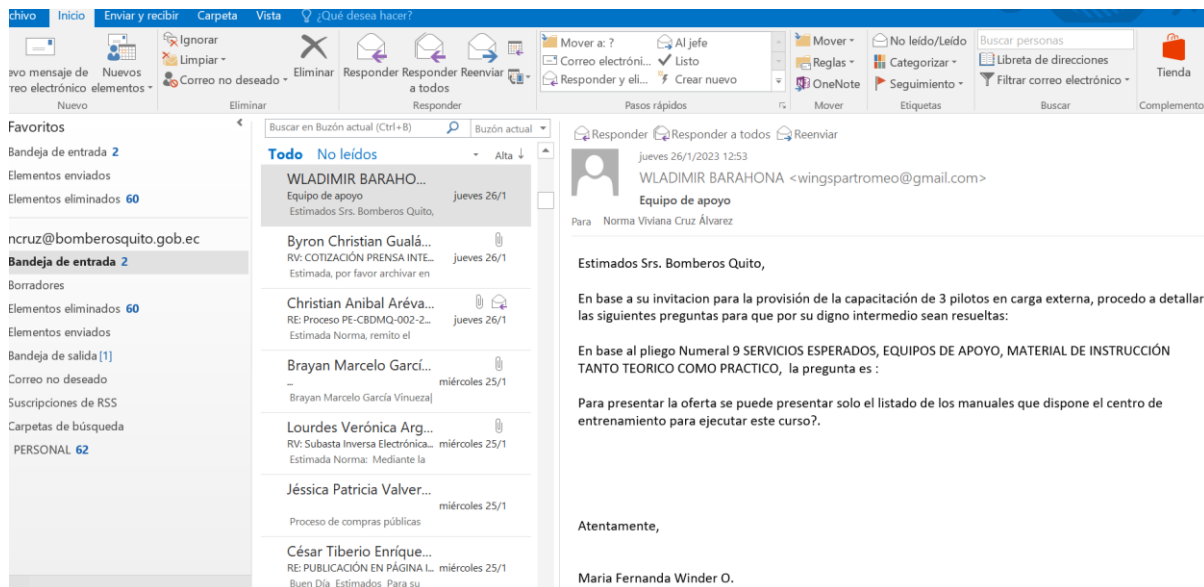 chivo Inicio Enviar y recibir Carpeta Vista ¿Qué desea hacer?
Ignorar
Limpiar
Correo no deseado
evo mensaje de
reo electrónico
Nuevos
elementos
Nuevo
Eliminar
Eliminar
Responder
Responder
a todos
Reenviar
Responder
Mover a: ?
Correo electróni...
Responder y eli...
Al jefe
Listo
Crear nuevo
Pasos rápidos
Mover
Reglas
OneNote
Mover
No leído/Leído
Categorizar
Seguimiento
Etiquetas
Buscar personas
Libreta de direcciones
Filtrar correo electrónico
Buscar
Tienda
Complemento
Favoritos
Bandeja de entrada 2
Elementos enviados
Elementos eliminados 60
ncruz@bomberosquito.gob.ec
Bandeja de entrada 2
Borradores
Elementos eliminados 60
Elementos enviados
Bandeja de salida [1]
Correo no deseado
Suscripciones de RSS
Carpetas de búsqueda
PERSONAL 62
Buscar en Buzón actual (Ctrl+B) Buzón actual
Todo No leídos Alta ↓
WLADIMIR BARAHO...
Equipo de apoyo jueves 26/1
Estimados Srs. Bomberos Quito,
Byron Christian Gualá...
RV: COTIZACIÓN PRENSA INTE... jueves 26/1
Estimada, por favor archivar en
Christian Anibal Aréva...
RE: Proceso PE-CBDMQ-002-2... jueves 26/1
Estimada Norma, remito el
Brayan Marcelo Garcí...
... miércoles 25/1
Brayan Marcelo García Vinueza|
Lourdes Verónica Arg...
RV: Subasta Inversa Electrónica... miércoles 25/1
Estimada Norma: Mediante la
Jéssica Patricia Valver...
miércoles 25/1
Proceso de compras públicas
César Tiberio Enríque...
RE: PUBLICACIÓN EN PÁGINA I... miércoles 25/1
Buen Día Estimados Para su
Responder Responder a todos Reenviar
jueves 26/1/2023 12:53
WLADIMIR BARAHONA <wingspartromeo@gmail.com>
Equipo de apoyo
Para Norma Viviana Cruz Álvarez
Estimados Srs. Bomberos Quito,
En base a su invitacion para la provisión de la capacitación de 3 pilotos en carga externa, procedo a detallar
las siguientes preguntas para que por su digno intermedio sean resueltas:
En base al pliego Numeral 9 SERVICIOS ESPERADOS, EQUIPOS DE APOYO, MATERIAL DE INSTRUCCIÓN
TANTO TEORICO COMO PRACTICO, la pregunta es :
Para presentar la oferta se puede presentar solo el listado de los manuales que dispone el centro de
entrenamiento para ejecutar este curso?.
Atentamente,
Maria Fernanda Winder O.